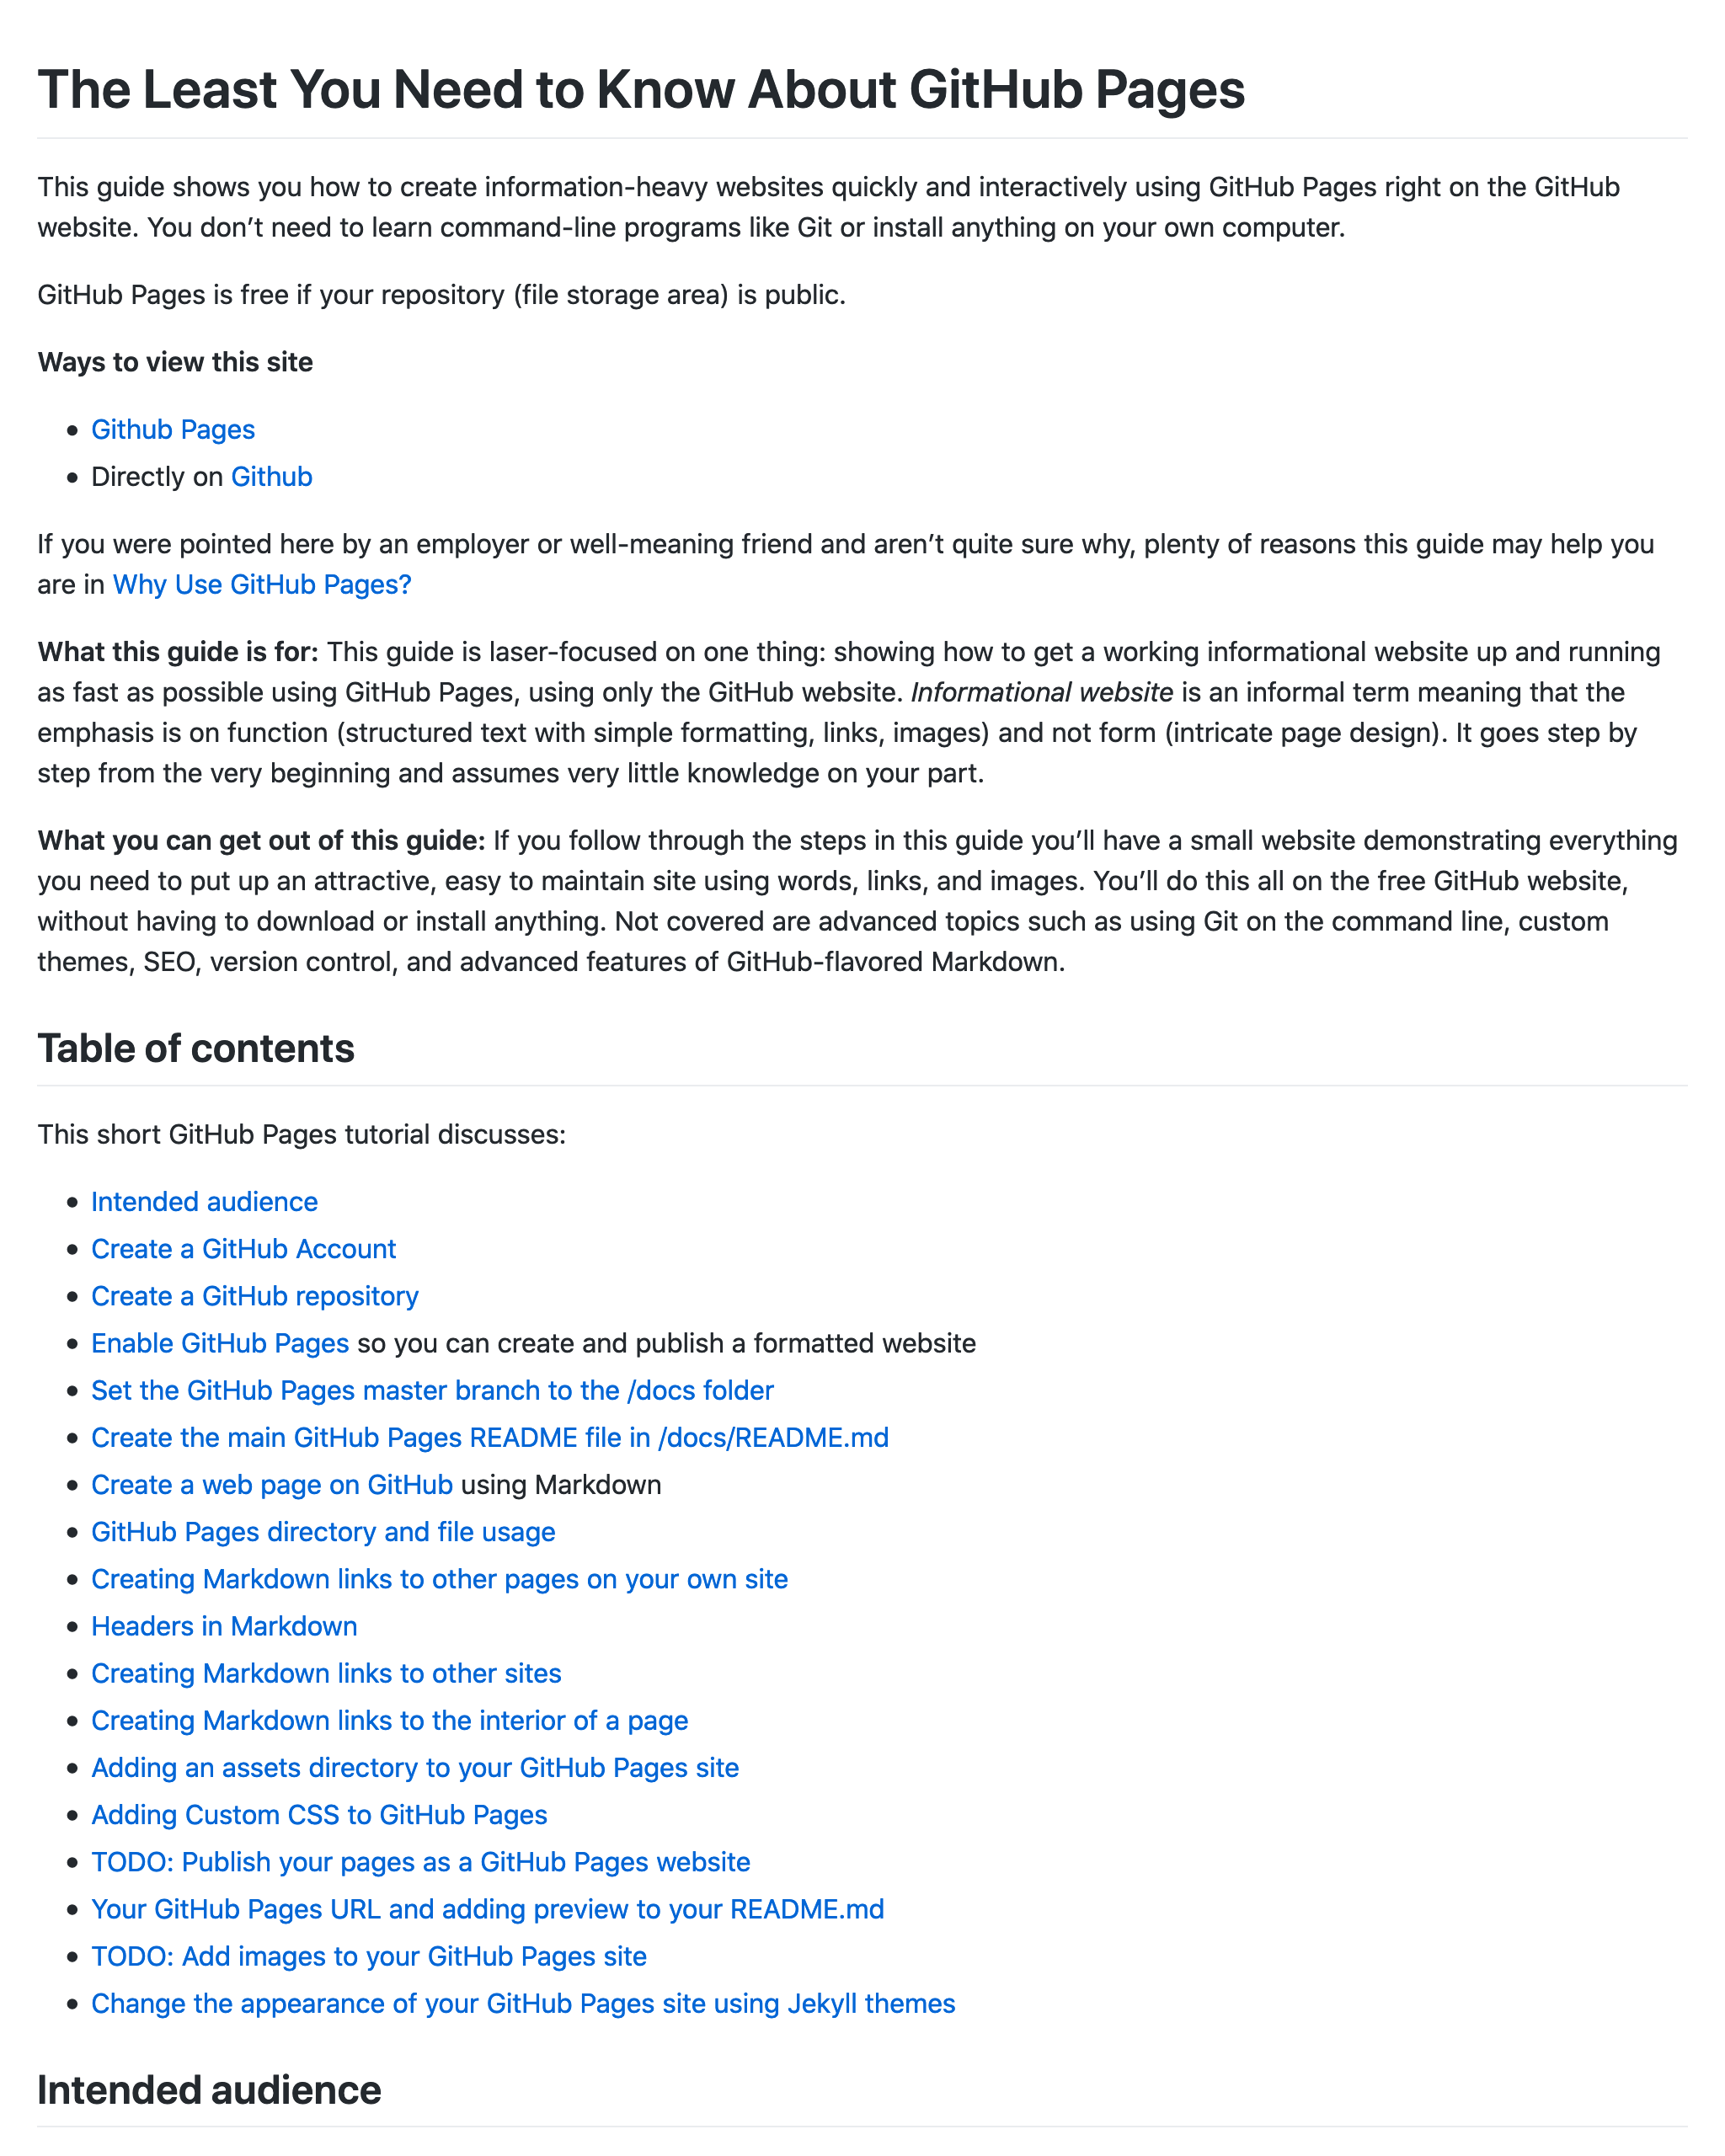 The Least You Need to Know About GitHub Pages
This guide shows you how to create information-heavy websites quickly and interactively using GitHub Pages right on the GitHub
website. You don’t need to learn command-line programs like Git or install anything on your own computer.
GitHub Pages is free if your repository (file storage area) is public.
Ways to view this site
• Github Pages
• Directly on Github
If you were pointed here by an employer or well-meaning friend and aren’t quite sure why, plenty of reasons this guide may help you
are in Why Use GitHub Pages?
What this guide is for: This guide is laser-focused on one thing: showing how to get a working informational website up and running
as fast as possible using GitHub Pages, using only the GitHub website. Informational website is an informal term meaning that the
emphasis is on function (structured text with simple formatting, links, images) and not form (intricate page design). It goes step by
step from the very beginning and assumes very little knowledge on your part.
What you can get out of this guide: If you follow through the steps in this guide you’ll have a small website demonstrating everything
you need to put up an attractive, easy to maintain site using words, links, and images. You’ll do this all on the free GitHub website,
without having to download or install anything. Not covered are advanced topics such as using Git on the command line, custom
themes, SEO, version control, and advanced features of GitHub-flavored Markdown.
Table of contents
This short GitHub Pages tutorial discusses:
• Intended audience
• Create a GitHub Account
• Create a GitHub repository
• Enable GitHub Pages so you can create and publish a formatted website
• Set the GitHub Pages master branch to the /docs folder
• Create the main GitHub Pages README file in /docs/README.md
• Create a web page on GitHub using Markdown
• GitHub Pages directory and file usage
• Creating Markdown links to other pages on your own site
• Headers in Markdown
• Creating Markdown links to other sites
• Creating Markdown links to the interior of a page
• Adding an assets directory to your GitHub Pages site
• Adding Custom CSS to GitHub Pages
• TODO: Publish your pages as a GitHub Pages website
• Your GitHub Pages URL and adding preview to your README.md
• TODO: Add images to your GitHub Pages site
• Change the appearance of your GitHub Pages site using Jekyll themes
Intended audience